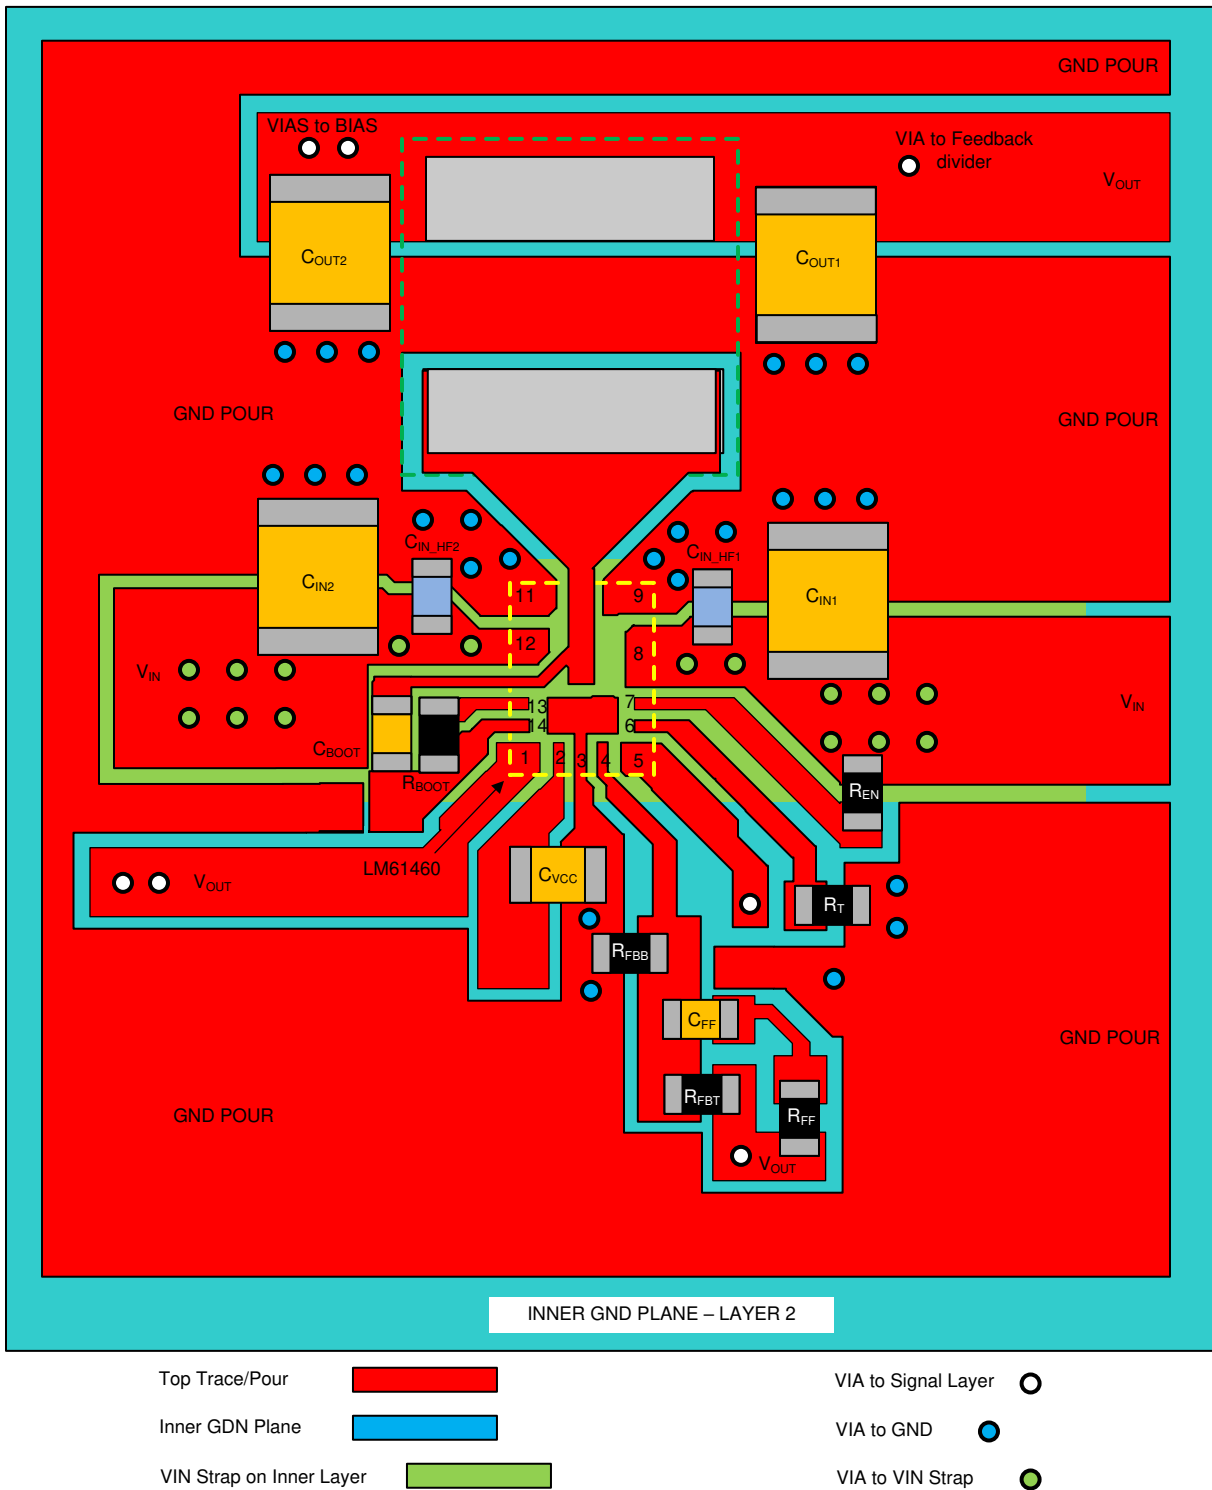 GND POUR
VIAS to BIAS
VIA to Feedback
divider
VOUT
COUT2
COUT1
GND POUR
GND POUR
CIN_HF2
CIN_HF1
CIN2
11
9
CIN1
12
8
VIN
VIN
13
7
14
6
CBOOT
RBOOT
1
2
3
4
5
REN
LM61460
CVCC
VOUT
RT
RFBB
CFF
GND POUR
RFBT
RFF
GND POUR
VOUT
INNER GND PLANE – LAYER 2
Top Trace/Pour
VIA to Signal Layer
Inner GDN Plane
VIA to GND
VIN Strap on Inner Layer
VIA to VIN Strap